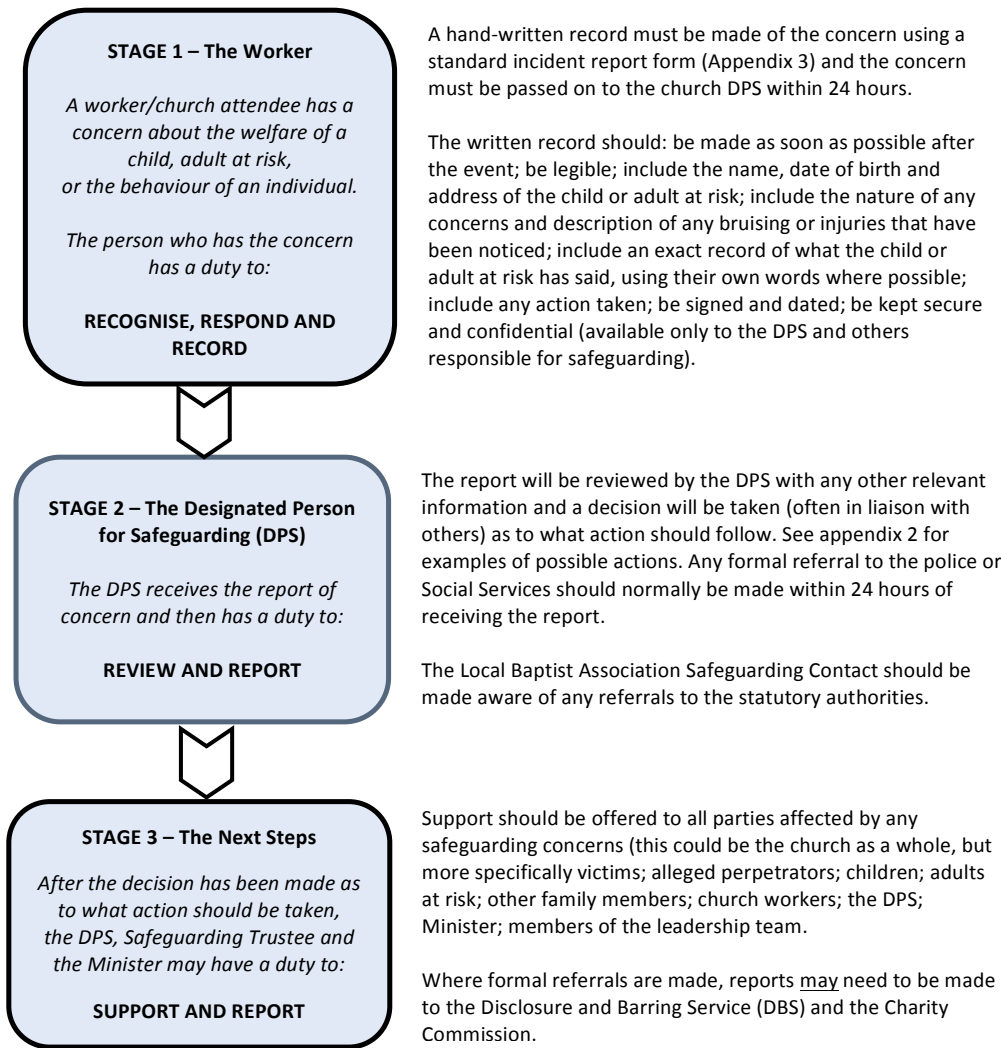 STAGE 1 – The Worker
A worker/church attendee has a
concern about the welfare of a
child, adult at risk,
or the behaviour of an individual.
The person who has the concern
has a duty to:
RECOGNISE, RESPOND AND
RECORD
A hand-written record must be made of the concern using a
standard incident report form (Appendix 3) and the concern
must be passed on to the church DPS within 24 hours.
The written record should: be made as soon as possible after
the event; be legible; include the name, date of birth and
address of the child or adult at risk; include the nature of any
concerns and description of any bruising or injuries that have
been noticed; include an exact record of what the child or
adult at risk has said, using their own words where possible;
include any action taken; be signed and dated; be kept secure
and confidential (available only to the DPS and others
responsible for safeguarding).
STAGE 2 – The Designated Person
for Safeguarding (DPS)
The DPS receives the report of
concern and then has a duty to:
REVIEW AND REPORT
The report will be reviewed by the DPS with any other relevant
information and a decision will be taken (often in liaison with
others) as to what action should follow. See appendix 2 for
examples of possible actions. Any formal referral to the police or
Social Services should normally be made within 24 hours of
receiving the report.
The Local Baptist Association Safeguarding Contact should be
made aware of any referrals to the statutory authorities.
STAGE 3 – The Next Steps
After the decision has been made as
to what action should be taken,
the DPS, Safeguarding Trustee and
the Minister may have a duty to:
SUPPORT AND REPORT
Support should be offered to all parties affected by any
safeguarding concerns (this could be the church as a whole, but
more specifically victims; alleged perpetrators; children; adults
at risk; other family members; church workers; the DPS;
Minister; members of the leadership team.
Where formal referrals are made, reports may need to be made
to the Disclosure and Barring Service (DBS) and the Charity
Commission.